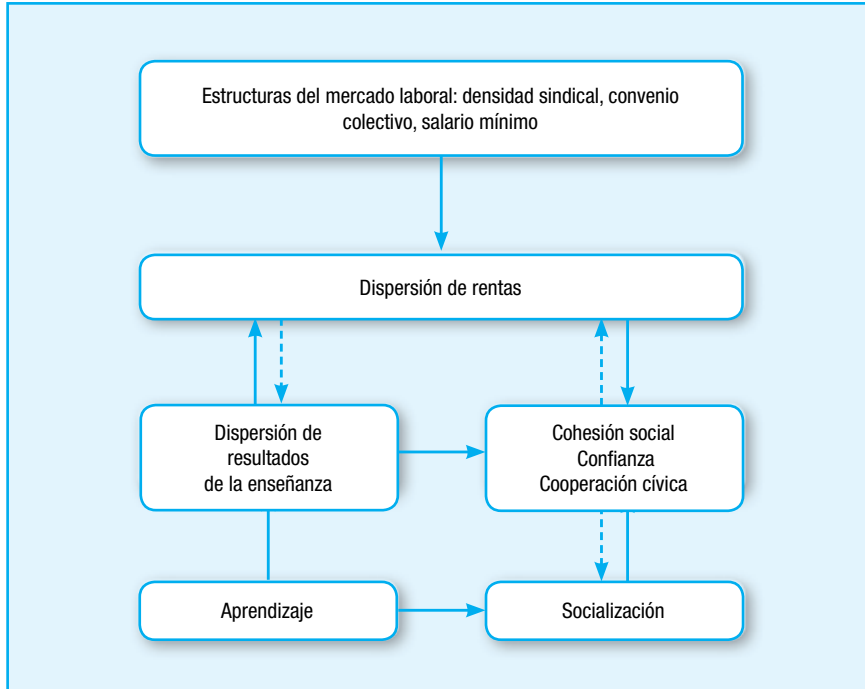 Estructuras del mercado laboral: densidad sindical, convenio
colectivo, salario mínimo
Dispersión de rentas
Dispersión de
resultados
de la enseñanza
Cohesión social
Confianza
Cooperación cívica
Aprendizaje
Socialización